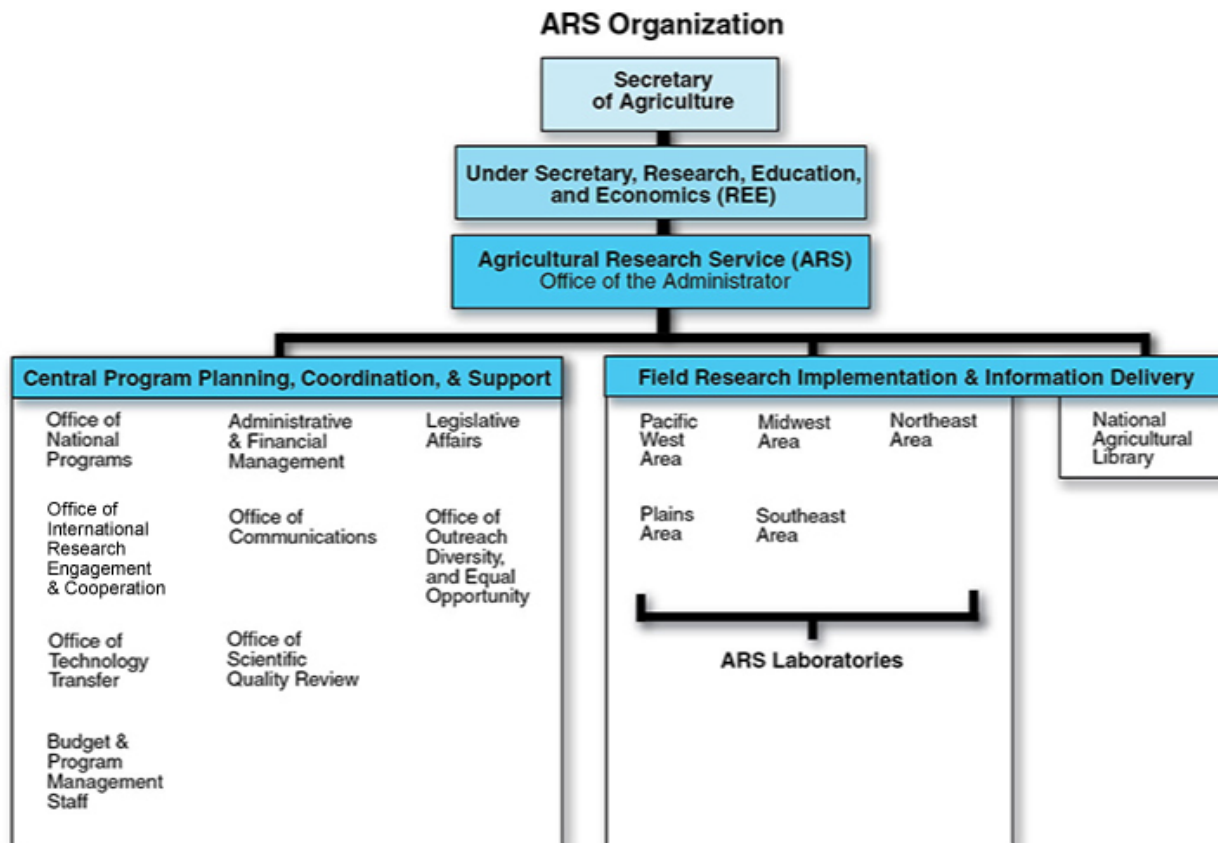 ARS Organization
Secretary
of Agriculture
Under Secretary, Research, Education,
and Economics (REE)
Agricultural Research Service (ARS)
Office of the Administrator
Central Program Planning, Coordination, & Support
Office of
National
Programs
Administrative
& Financial
Management
Legislative
Affairs
Office of
International
Research
Engagement
& Cooperation
Office of
Communications
Office of
Outreach
Diversity,
and Equal
Opportunity
Office of
Technology
Transfer
Office of
Scientific
Quality Review
Budget &
Program
Management
Staff
Field Research Implementation & Information Delivery
Pacific
West
Area
Midwest
Area
Northeast
Area
National
Agricultural
Library
Plains
Area
Southeast
Area
ARS Laboratories